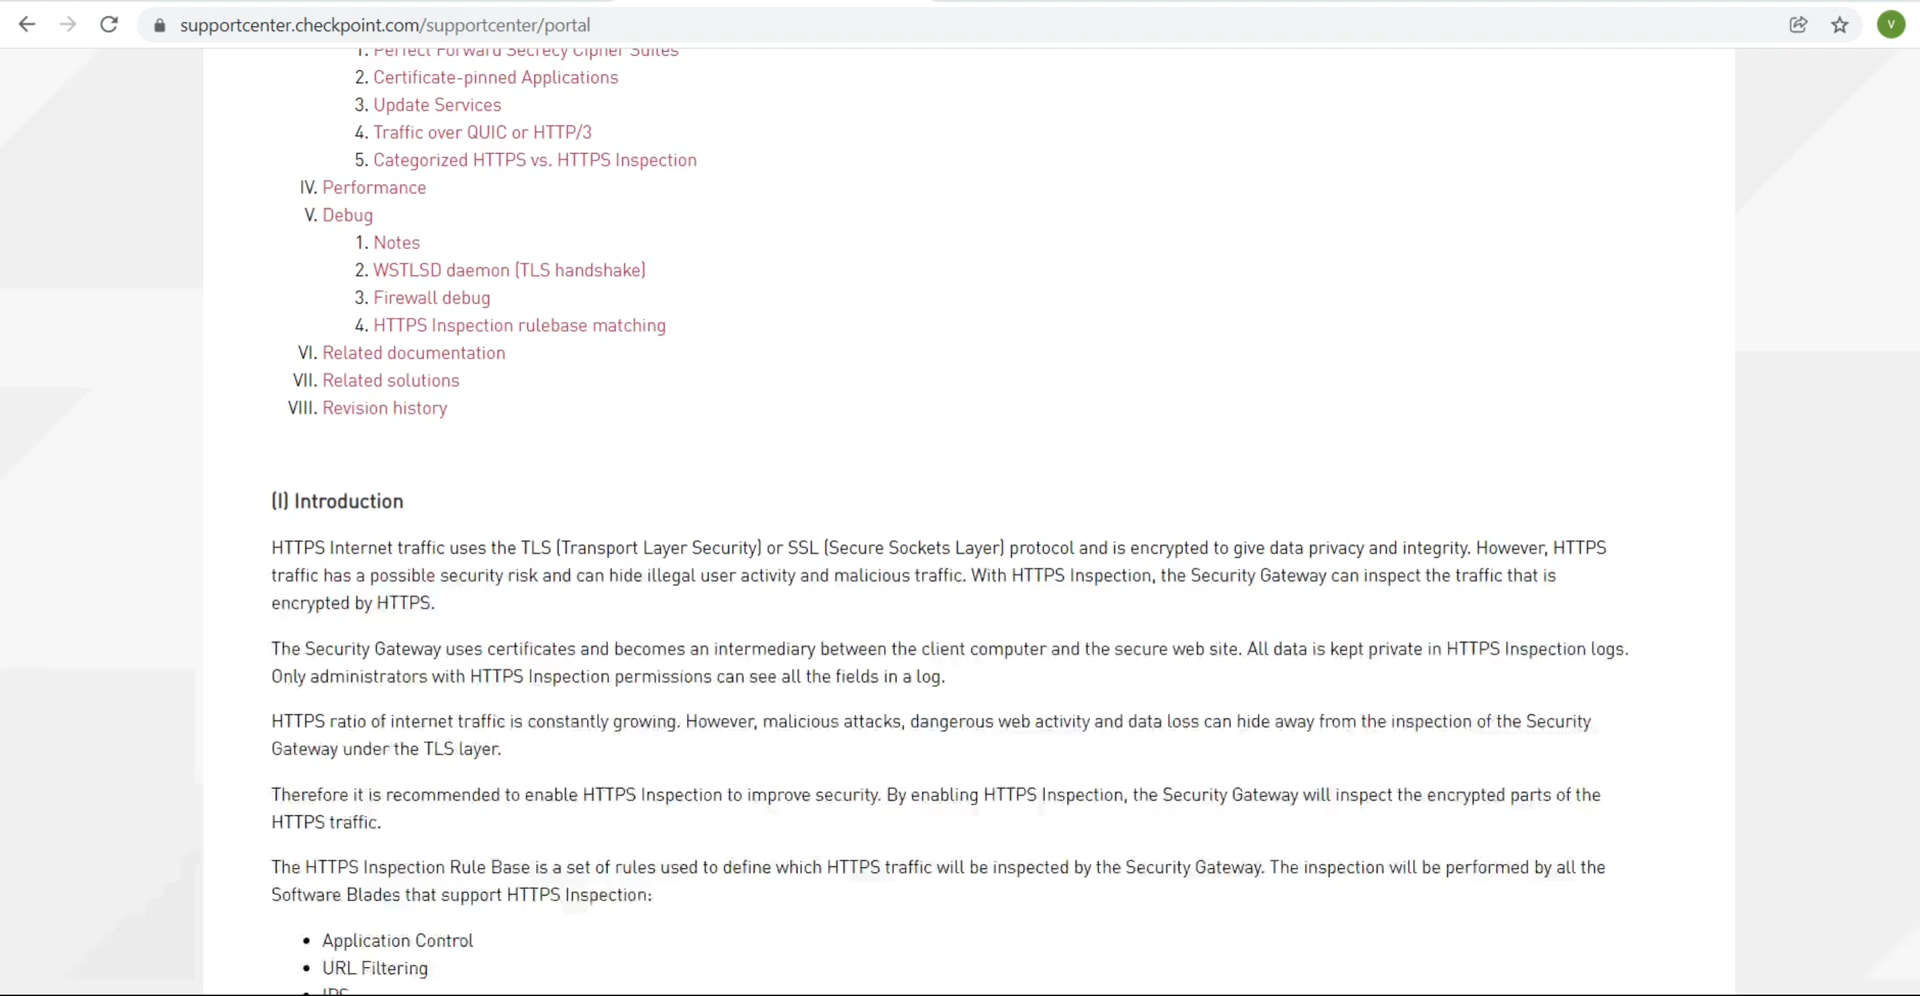 supportcenter.checkpoint.com/supportcenter/portal
V
1. Perfect Forward Secrecy Cipher Suites
2. Certificate-pinned Applications
3. Update Services
4. Traffic over QUIC or HTTP/3
5. Categorized HTTPS vs. HTTPS Inspection
IV. Performance
V. Debug
1. Notes
2. WSTLSD daemon (TLS handshake)
3. Firewall debug
4. HTTPS Inspection rulebase matching
VI. Related documentation
VII. Related solutions
VIII. Revision history
(I) Introduction
HTTPS Internet traffic uses the TLS (Transport Layer Security) or SSL (Secure Sockets Layer) protocol and is encrypted to give data privacy and integrity. However, HTTPS
traffic has a possible security risk and can hide illegal user activity and malicious traffic. With HTTPS Inspection, the Security Gateway can inspect the traffic that is
encrypted by HTTPS.
The Security Gateway uses certificates and becomes an intermediary between the client computer and the secure web site. All data is kept private in HTTPS Inspection logs.
Only administrators with HTTPS Inspection permissions can see all the fields in a log.
HTTPS ratio of internet traffic is constantly growing. However, malicious attacks, dangerous web activity and data loss can hide away from the inspection of the Security
Gateway under the TLS layer.
Therefore it is recommended to enable HTTPS Inspection to improve security. By enabling HTTPS Inspection, the Security Gateway will inspect the encrypted parts of the
HTTPS traffic.
The HTTPS Inspection Rule Base is a set of rules used to define which HTTPS traffic will be inspected by the Security Gateway. The inspection will be performed by all the
Software Blades that support HTTPS Inspection:
• Application Control
• URL Filtering
• IPS